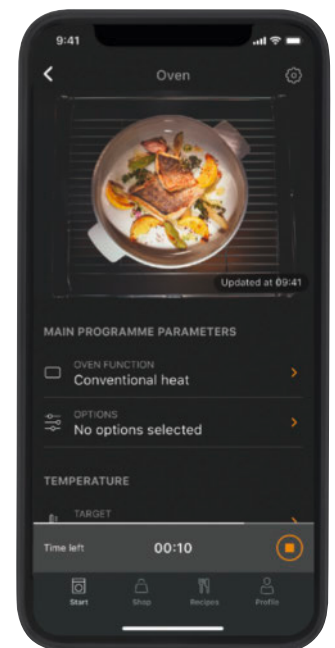 9:41
Oven
Updated at 09:41
MAIN PROGRAMME PARAMETERS
OVEN FUNCTION
Conventional heat
OPTIONS
No options selected
TEMPERATURE
TARGET
Time left 00:10
Start Shop Recipes Profile